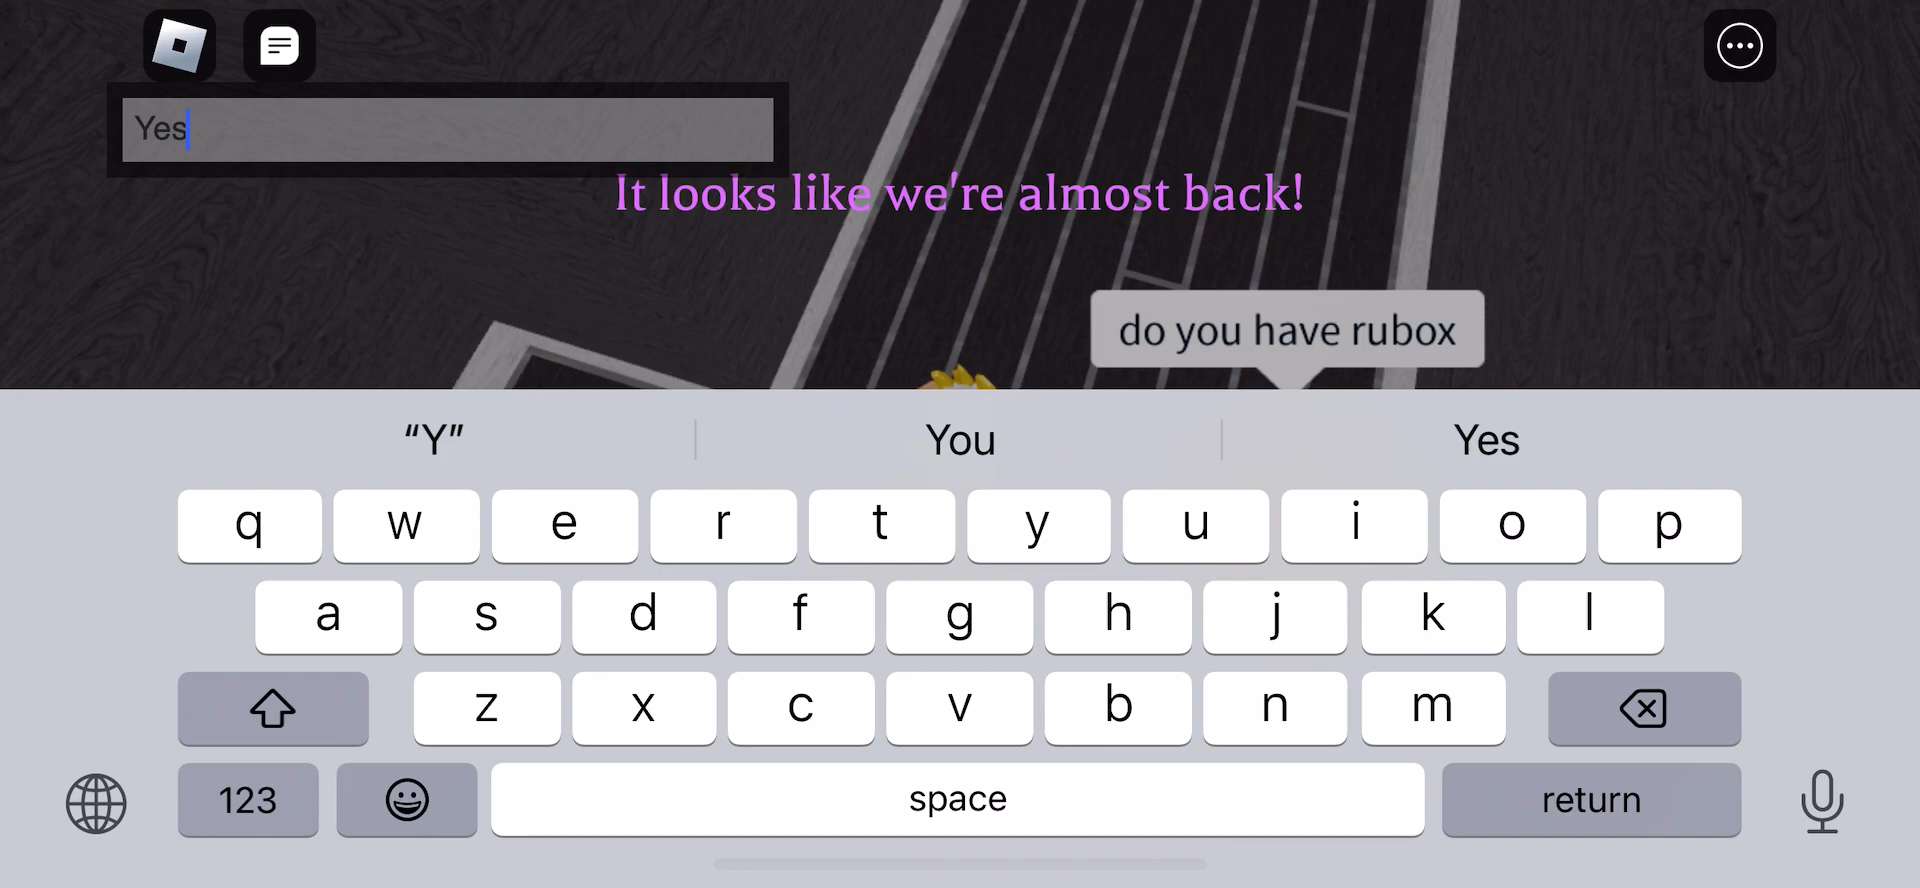 Yes
It looks like we're almost back!
do you have rubox
“Y” You Yes
q w e r t y u i o p
a s d f g h j k l
z x c v b n m
123 space return